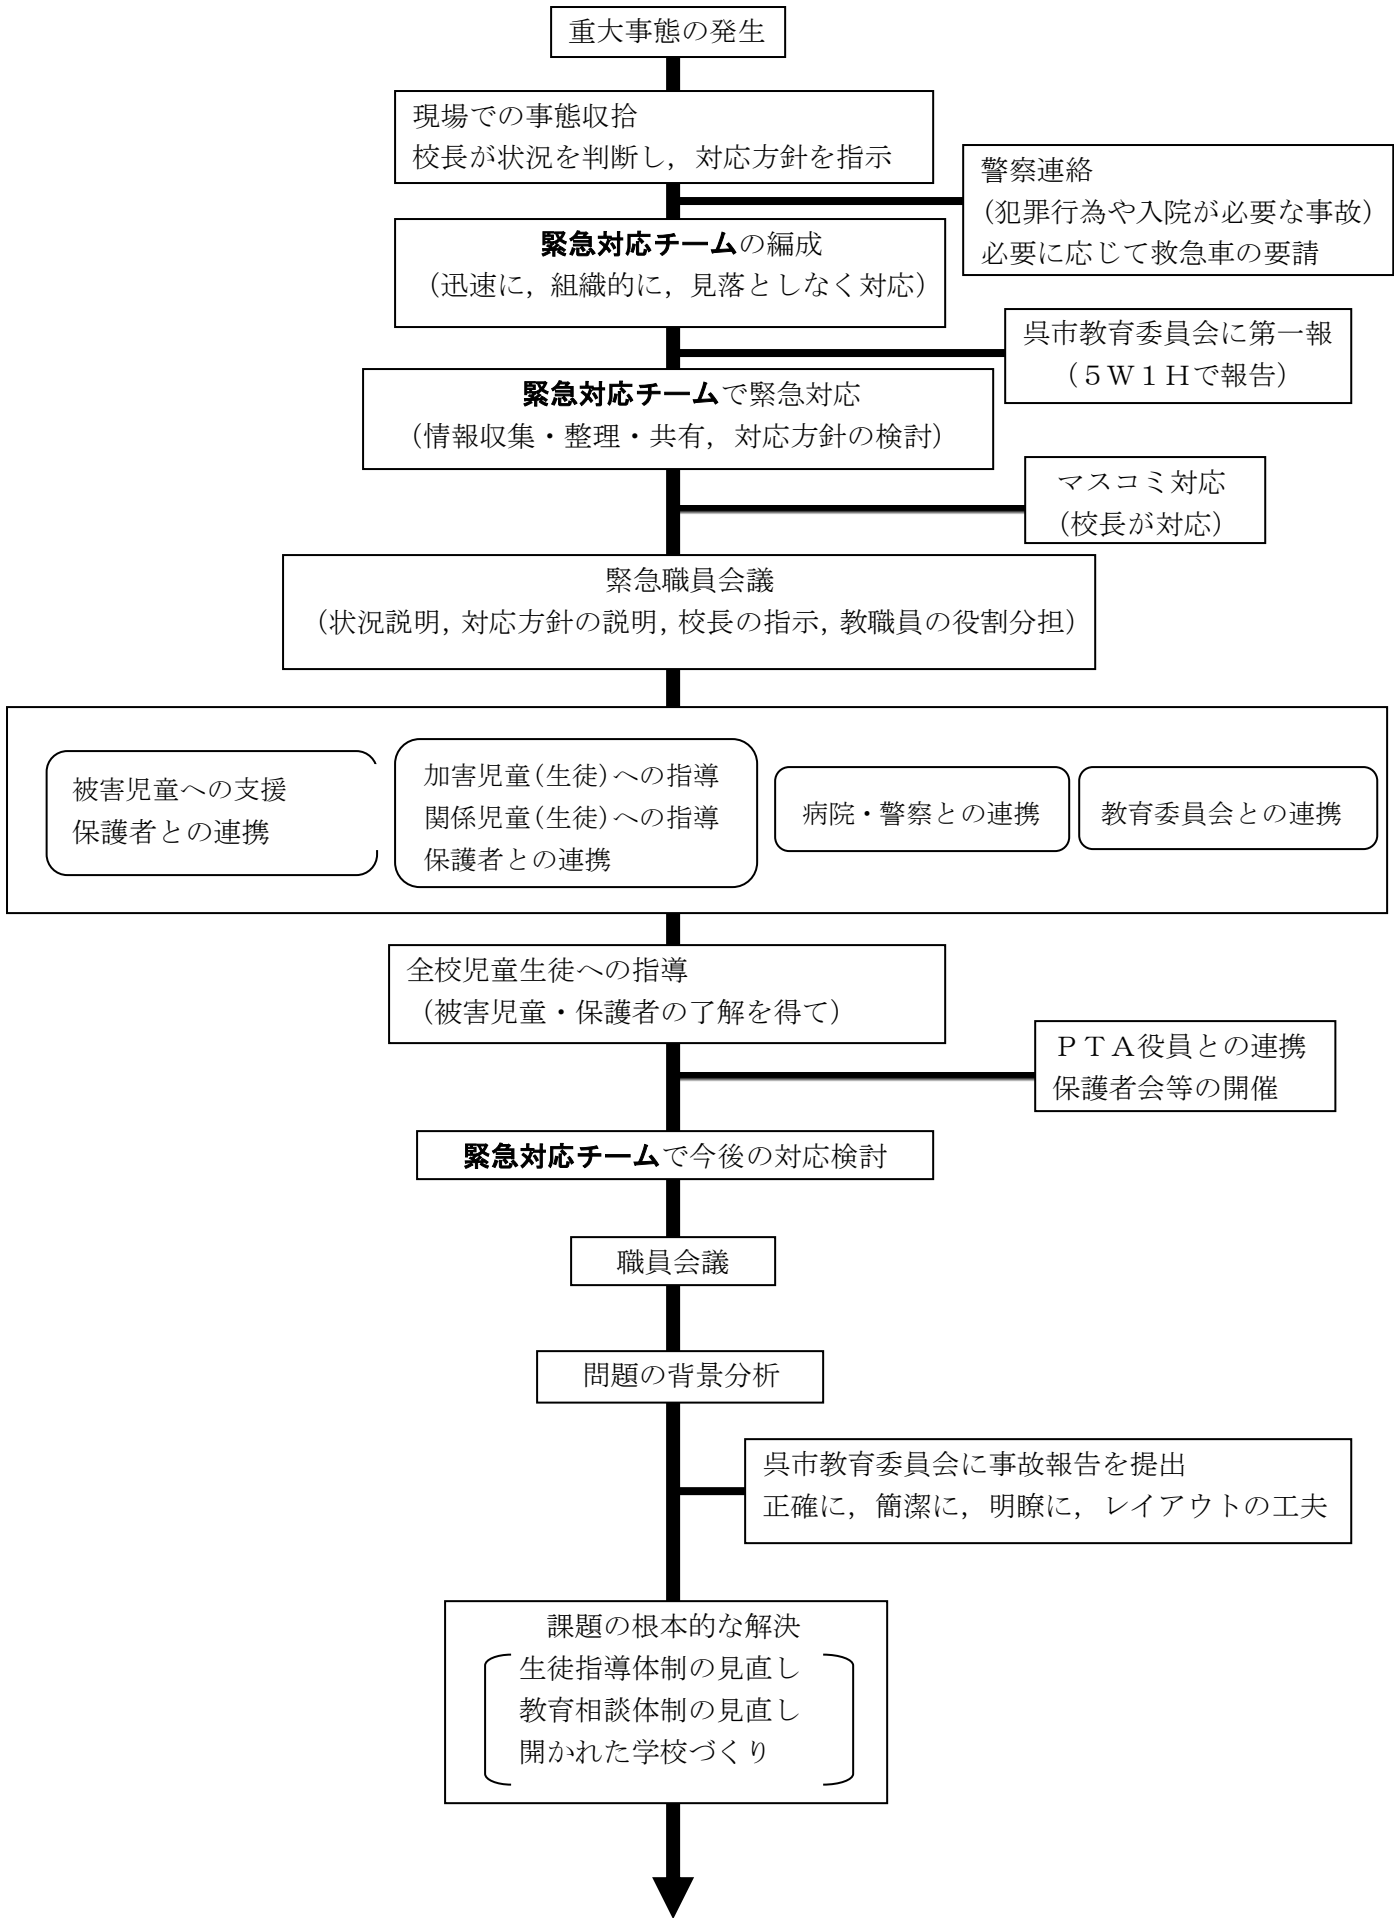 重大事態の発生
現場での事態収拾
校長が状況を判断し，対応方針を指示
警察連絡
（犯罪行為や入院が必要な事故）
必要に応じて救急車の要請
緊急対応チームの編成
（迅速に，組織的に，見落としなく対応）
呉市教育委員会に第一報
（５Ｗ１Ｈで報告）
緊急対応チームで緊急対応
（情報収集・整理・共有，対応方針の検討）
マスコミ対応
（校長が対応）
緊急職員会議
（状況説明，対応方針の説明，校長の指示，教職員の役割分担）
被害児童への支援
保護者との連携
加害児童（生徒）への指導
関係児童（生徒）への指導
保護者との連携
病院・警察との連携
教育委員会との連携
全校児童生徒への指導
（被害児童・保護者の了解を得て）
ＰＴＡ役員との連携
保護者会等の開催
緊急対応チームで今後の対応検討
職員会議
問題の背景分析
呉市教育委員会に事故報告を提出
正確に，簡潔に，明瞭に，レイアウトの工夫
課題の根本的な解決
生徒指導体制の見直し
教育相談体制の見直し
開かれた学校づくり